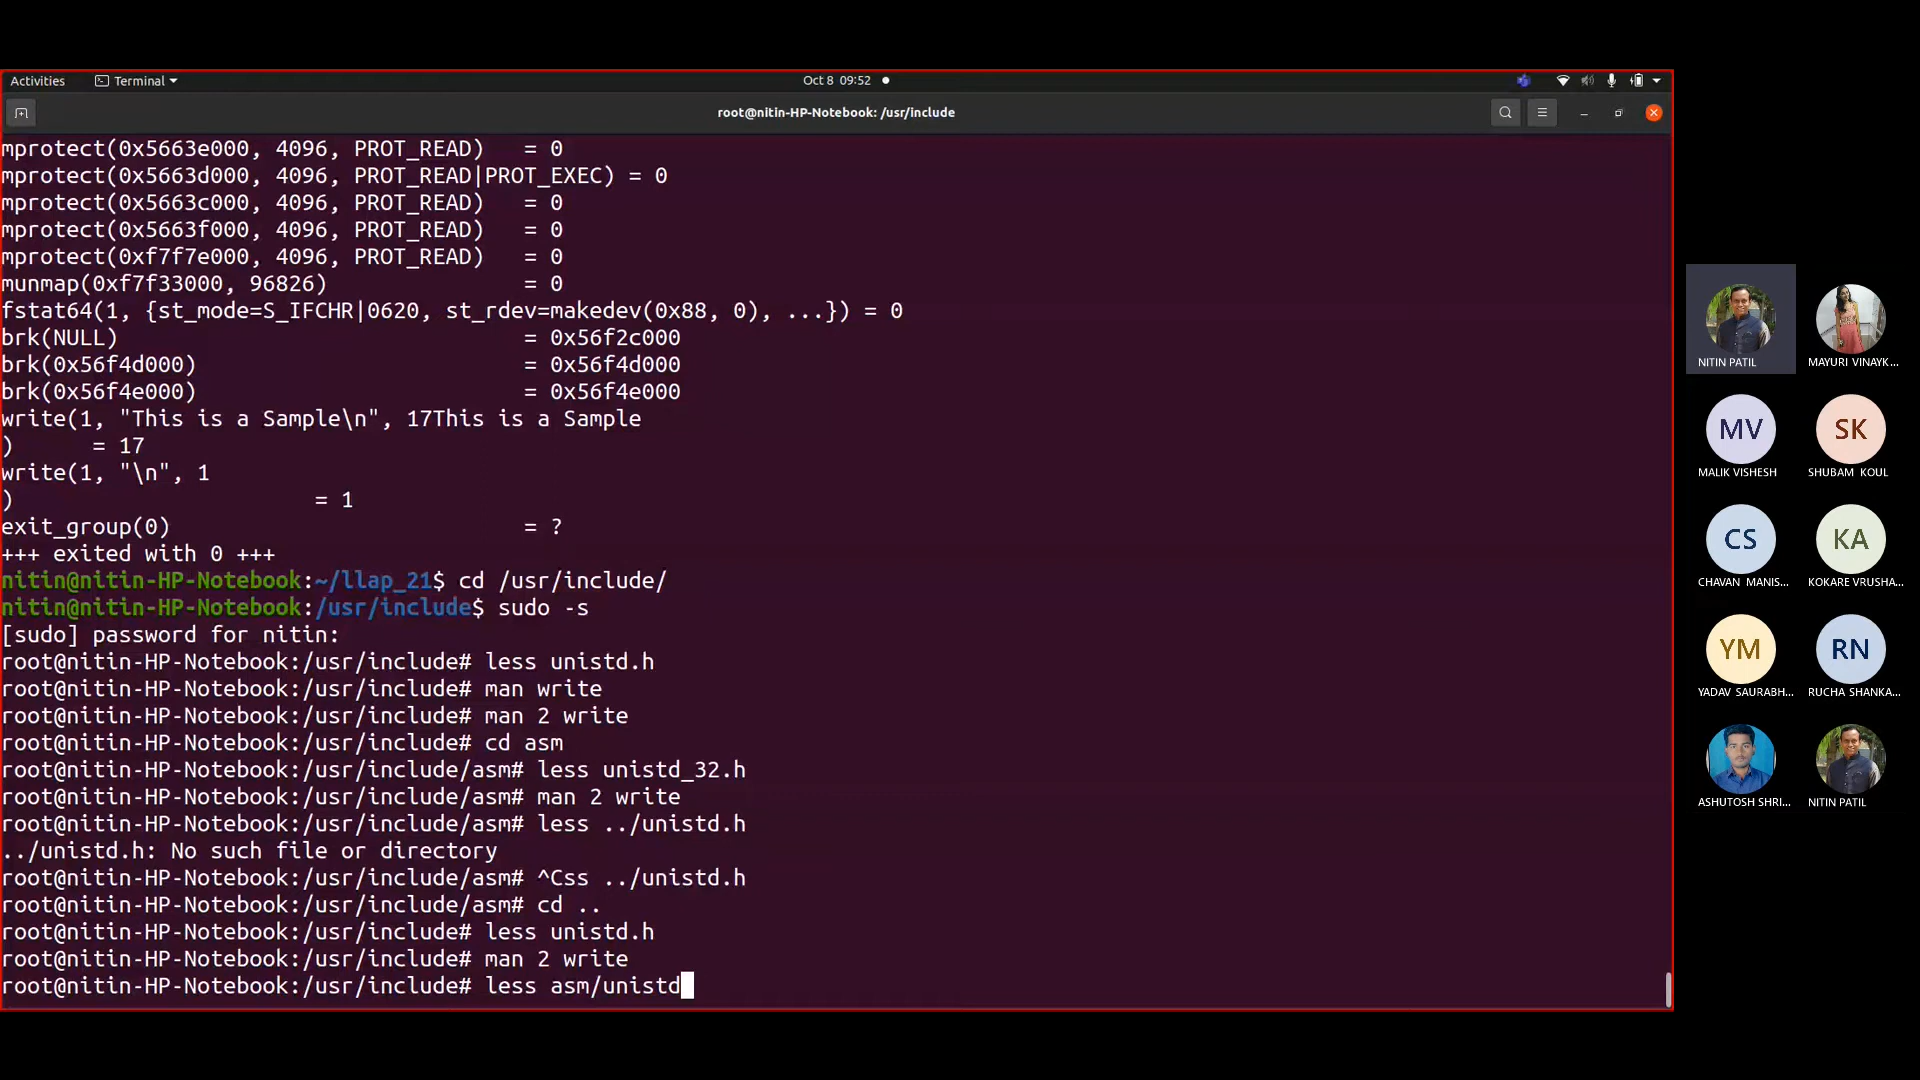 Activities
Terminal
Oct 8 09:52
root@nitin-HP-Notebook: /usr/include
mprotect(0x5663e000, 4096, PROT_READ) = 0
mprotect(0x5663d000, 4096, PROT_READ|PROT_EXEC) = 0
mprotect(0x5663c000, 4096, PROT_READ) = 0
mprotect(0x5663f000, 4096, PROT_READ) = 0
mprotect(0xf7f7e000, 4096, PROT_READ) = 0
munmap(0xf7f33000, 96826) = 0
fstat64(1, {st_mode=S_IFCHR|0620, st_rdev=makedev(0x88, 0), ...}) = 0
brk(NULL) = 0x56f2c000
brk(0x56f4d000) = 0x56f4d000
brk(0x56f4e000) = 0x56f4e000
write(1, "This is a Sample\n", 17This is a Sample
) = 17
write(1, "\n", 1
) = 1
exit_group(0) = ?
+++ exited with 0 +++
nitin@nitin-HP-Notebook:~/llap_21$ cd /usr/include/
nitin@nitin-HP-Notebook:/usr/include$ sudo -s
[sudo] password for nitin:
root@nitin-HP-Notebook:/usr/include# less unistd.h
root@nitin-HP-Notebook:/usr/include# man write
root@nitin-HP-Notebook:/usr/include# man 2 write
root@nitin-HP-Notebook:/usr/include# cd asm
root@nitin-HP-Notebook:/usr/include/asm# less unistd_32.h
root@nitin-HP-Notebook:/usr/include/asm# man 2 write
root@nitin-HP-Notebook:/usr/include/asm# less ../unistd.h
../unistd.h: No such file or directory
root@nitin-HP-Notebook:/usr/include/asm# ^Css ../unistd.h
root@nitin-HP-Notebook:/usr/include/asm# cd ..
root@nitin-HP-Notebook:/usr/include# less unistd.h
root@nitin-HP-Notebook:/usr/include# man 2 write
root@nitin-HP-Notebook:/usr/include# less asm/unistd
NITIN PATIL
MAYURI VINAYK...
MV
MALIK VISHESH
SK
SHUBAM KOUL
CS
CHAVAN MANIS...
KA
KOKARE VRUSHA...
YM
YADAV SAURABH...
RN
RUCHA SHANKA...
ASHUTOSH SHRI...
NITIN PATIL